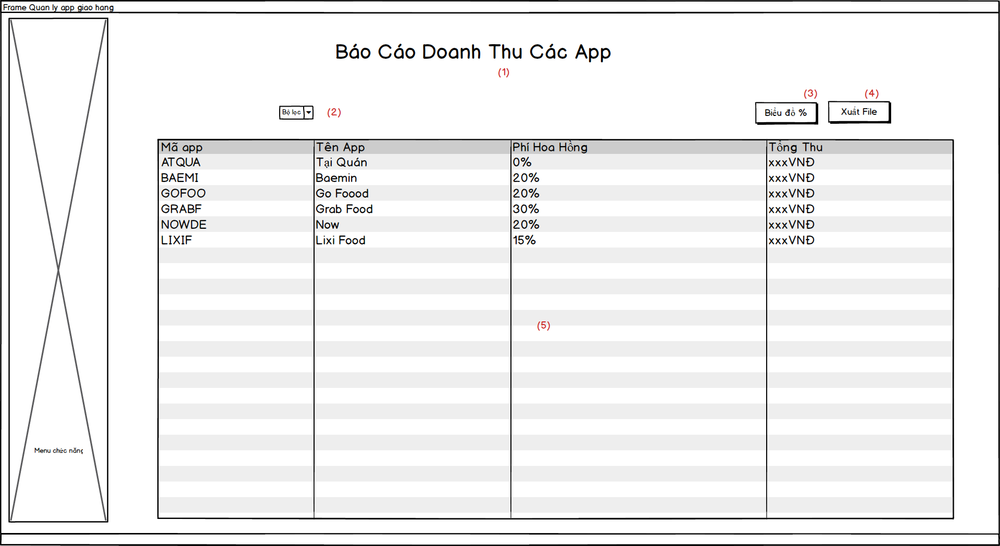 Frame Quan ly app giao hang
Báo Cáo Doanh Thu Các App
(1)
(3) (4)
Bộ lọc (2) Biểu đồ % Xuất File
Mã app Tên App Phí Hoa Hồng Tổng Thu
ATQUA Tại Quán 0% xxxVNĐ
BAEMI Baemin 20% xxxVNĐ
GOFOO Go Foood 20% xxxVNĐ
GRABF Grab Food 30% xxxVNĐ
NOWDE Now 20% xxxVNĐ
LIXIF Lixi Food 15% xxxVNĐ
(5)
Menu chức năng